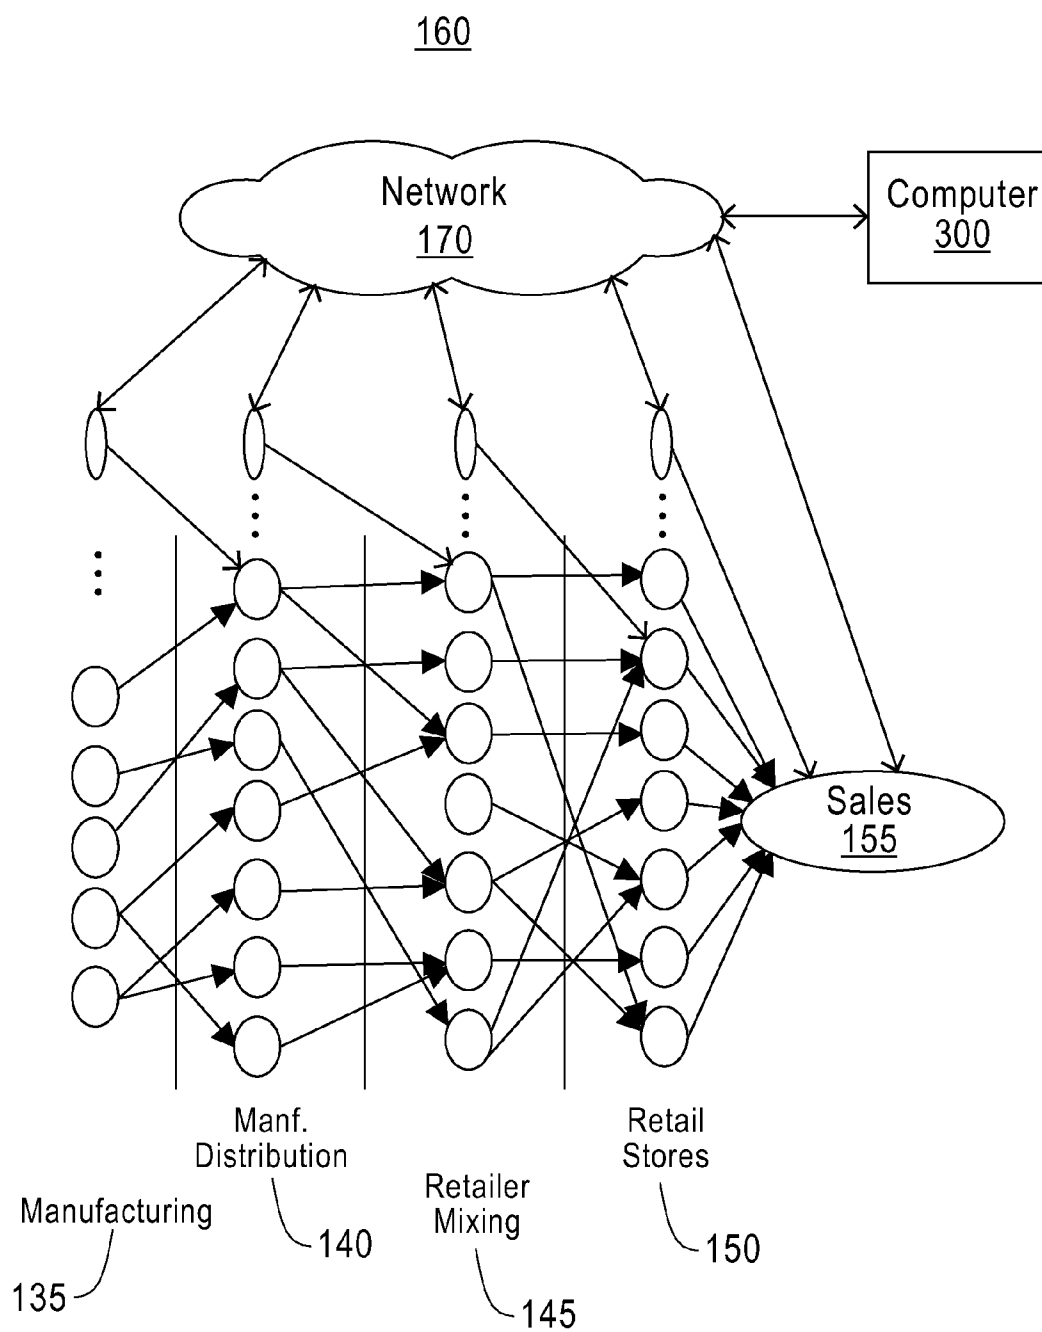 160
Network
170
Computer
300
Sales
155
Manf.
Distribution
140
Retail
Stores
150
Retailer
Mixing
145
Manufacturing
135